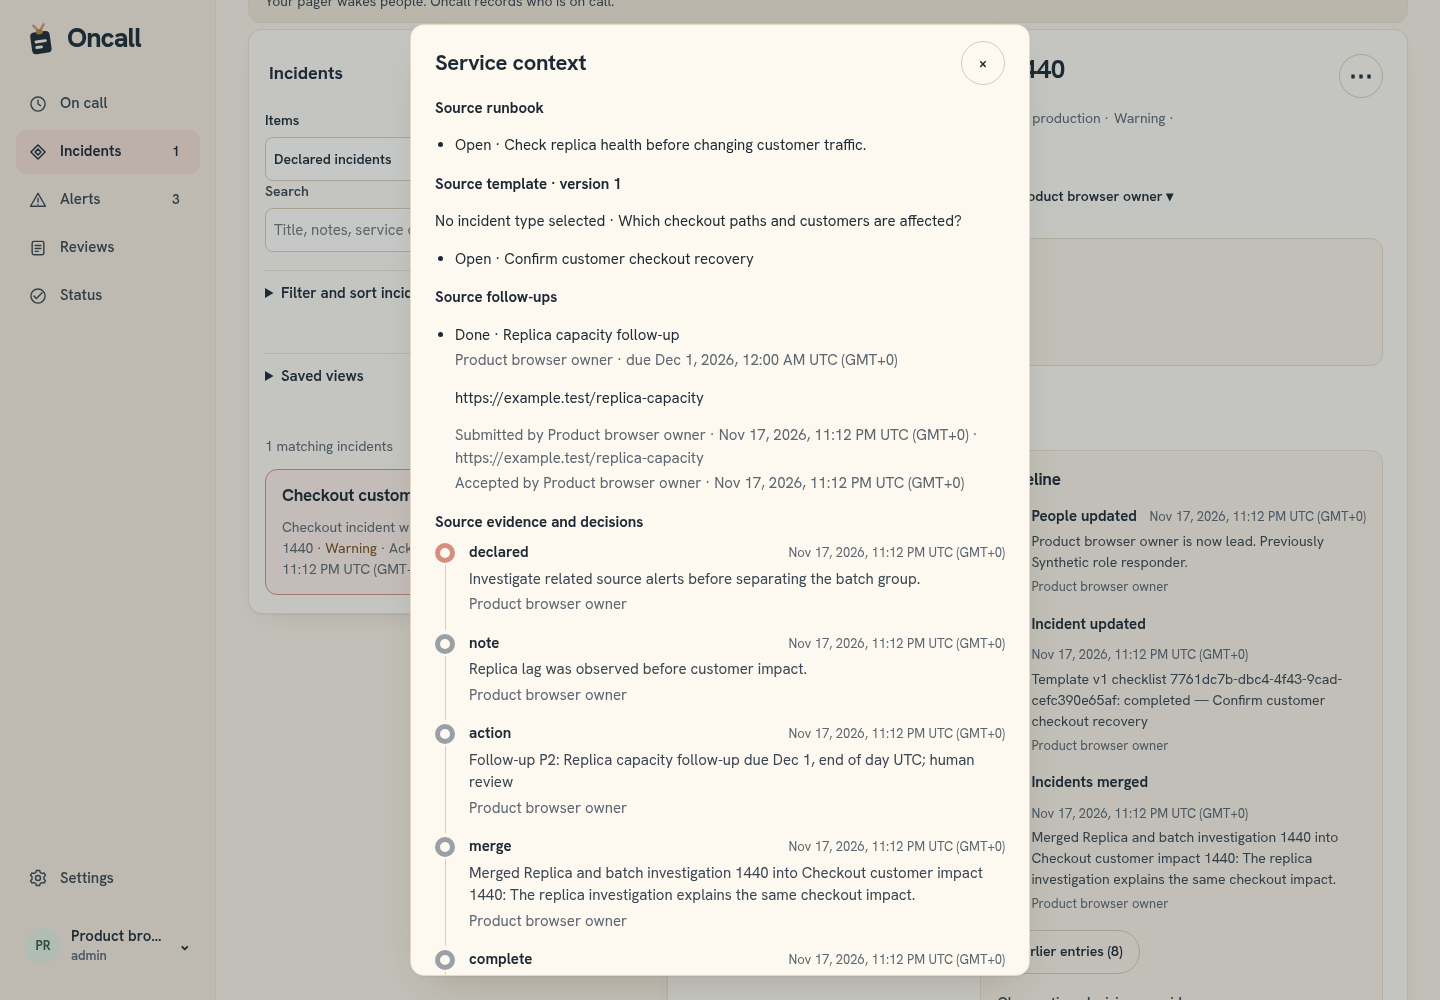 Your pager wakes people. Oncall records who is on call.
Oncall
On call
Incidents 1
Alerts 3
Reviews
Status
Settings
PR
Product bro...
admin
Incidents
Items
Declared incidents
Search
Title, notes, service
Filter and sort
Saved views
1 matching incidents
Checkout
Checkout incident
1440 · Warning ·
11:12 PM UTC
Service context
×
Source runbook
• Open · Check replica health before changing customer traffic.
Source template · version 1
No incident type selected · Which checkout paths and customers are affected?
• Open · Confirm customer checkout recovery
Source follow-ups
• Done · Replica capacity follow-up
Product browser owner · due Dec 1, 2026, 12:00 AM UTC (GMT+0)
https://example.test/replica-capacity
Submitted by Product browser owner · Nov 17, 2026, 11:12 PM UTC (GMT+0) ·
https://example.test/replica-capacity
Accepted by Product browser owner · Nov 17, 2026, 11:12 PM UTC (GMT+0)
Source evidence and decisions
declared Nov 17, 2026, 11:12 PM UTC (GMT+0)
Investigate related source alerts before separating the batch group.
Product browser owner
note Nov 17, 2026, 11:12 PM UTC (GMT+0)
Replica lag was observed before customer impact.
Product browser owner
action Nov 17, 2026, 11:12 PM UTC (GMT+0)
Follow-up P2: Replica capacity follow-up due Dec 1, end of day UTC; human
review
Product browser owner
merge Nov 17, 2026, 11:12 PM UTC (GMT+0)
Merged Replica and batch investigation 1440 into Checkout customer impact
1440: The replica investigation explains the same checkout impact.
Product browser owner
complete Nov 17, 2026, 11:12 PM UTC (GMT+0)
production · Warning ·
browser owner ▾
People updated Nov 17, 2026, 11:12 PM UTC (GMT+0)
Product browser owner is now lead. Previously
Synthetic role responder.
Product browser owner
Incident updated
Nov 17, 2026, 11:12 PM UTC (GMT+0)
Template v1 checklist 7761dc7b-dbc4-4f43-9cad-
cefc390e65af: completed — Confirm customer
checkout recovery
Product browser owner
Incidents merged
Nov 17, 2026, 11:12 PM UTC (GMT+0)
Merged Replica and batch investigation 1440 into
Checkout customer impact 1440: The replica
investigation explains the same checkout impact.
Product browser owner
entries (8)